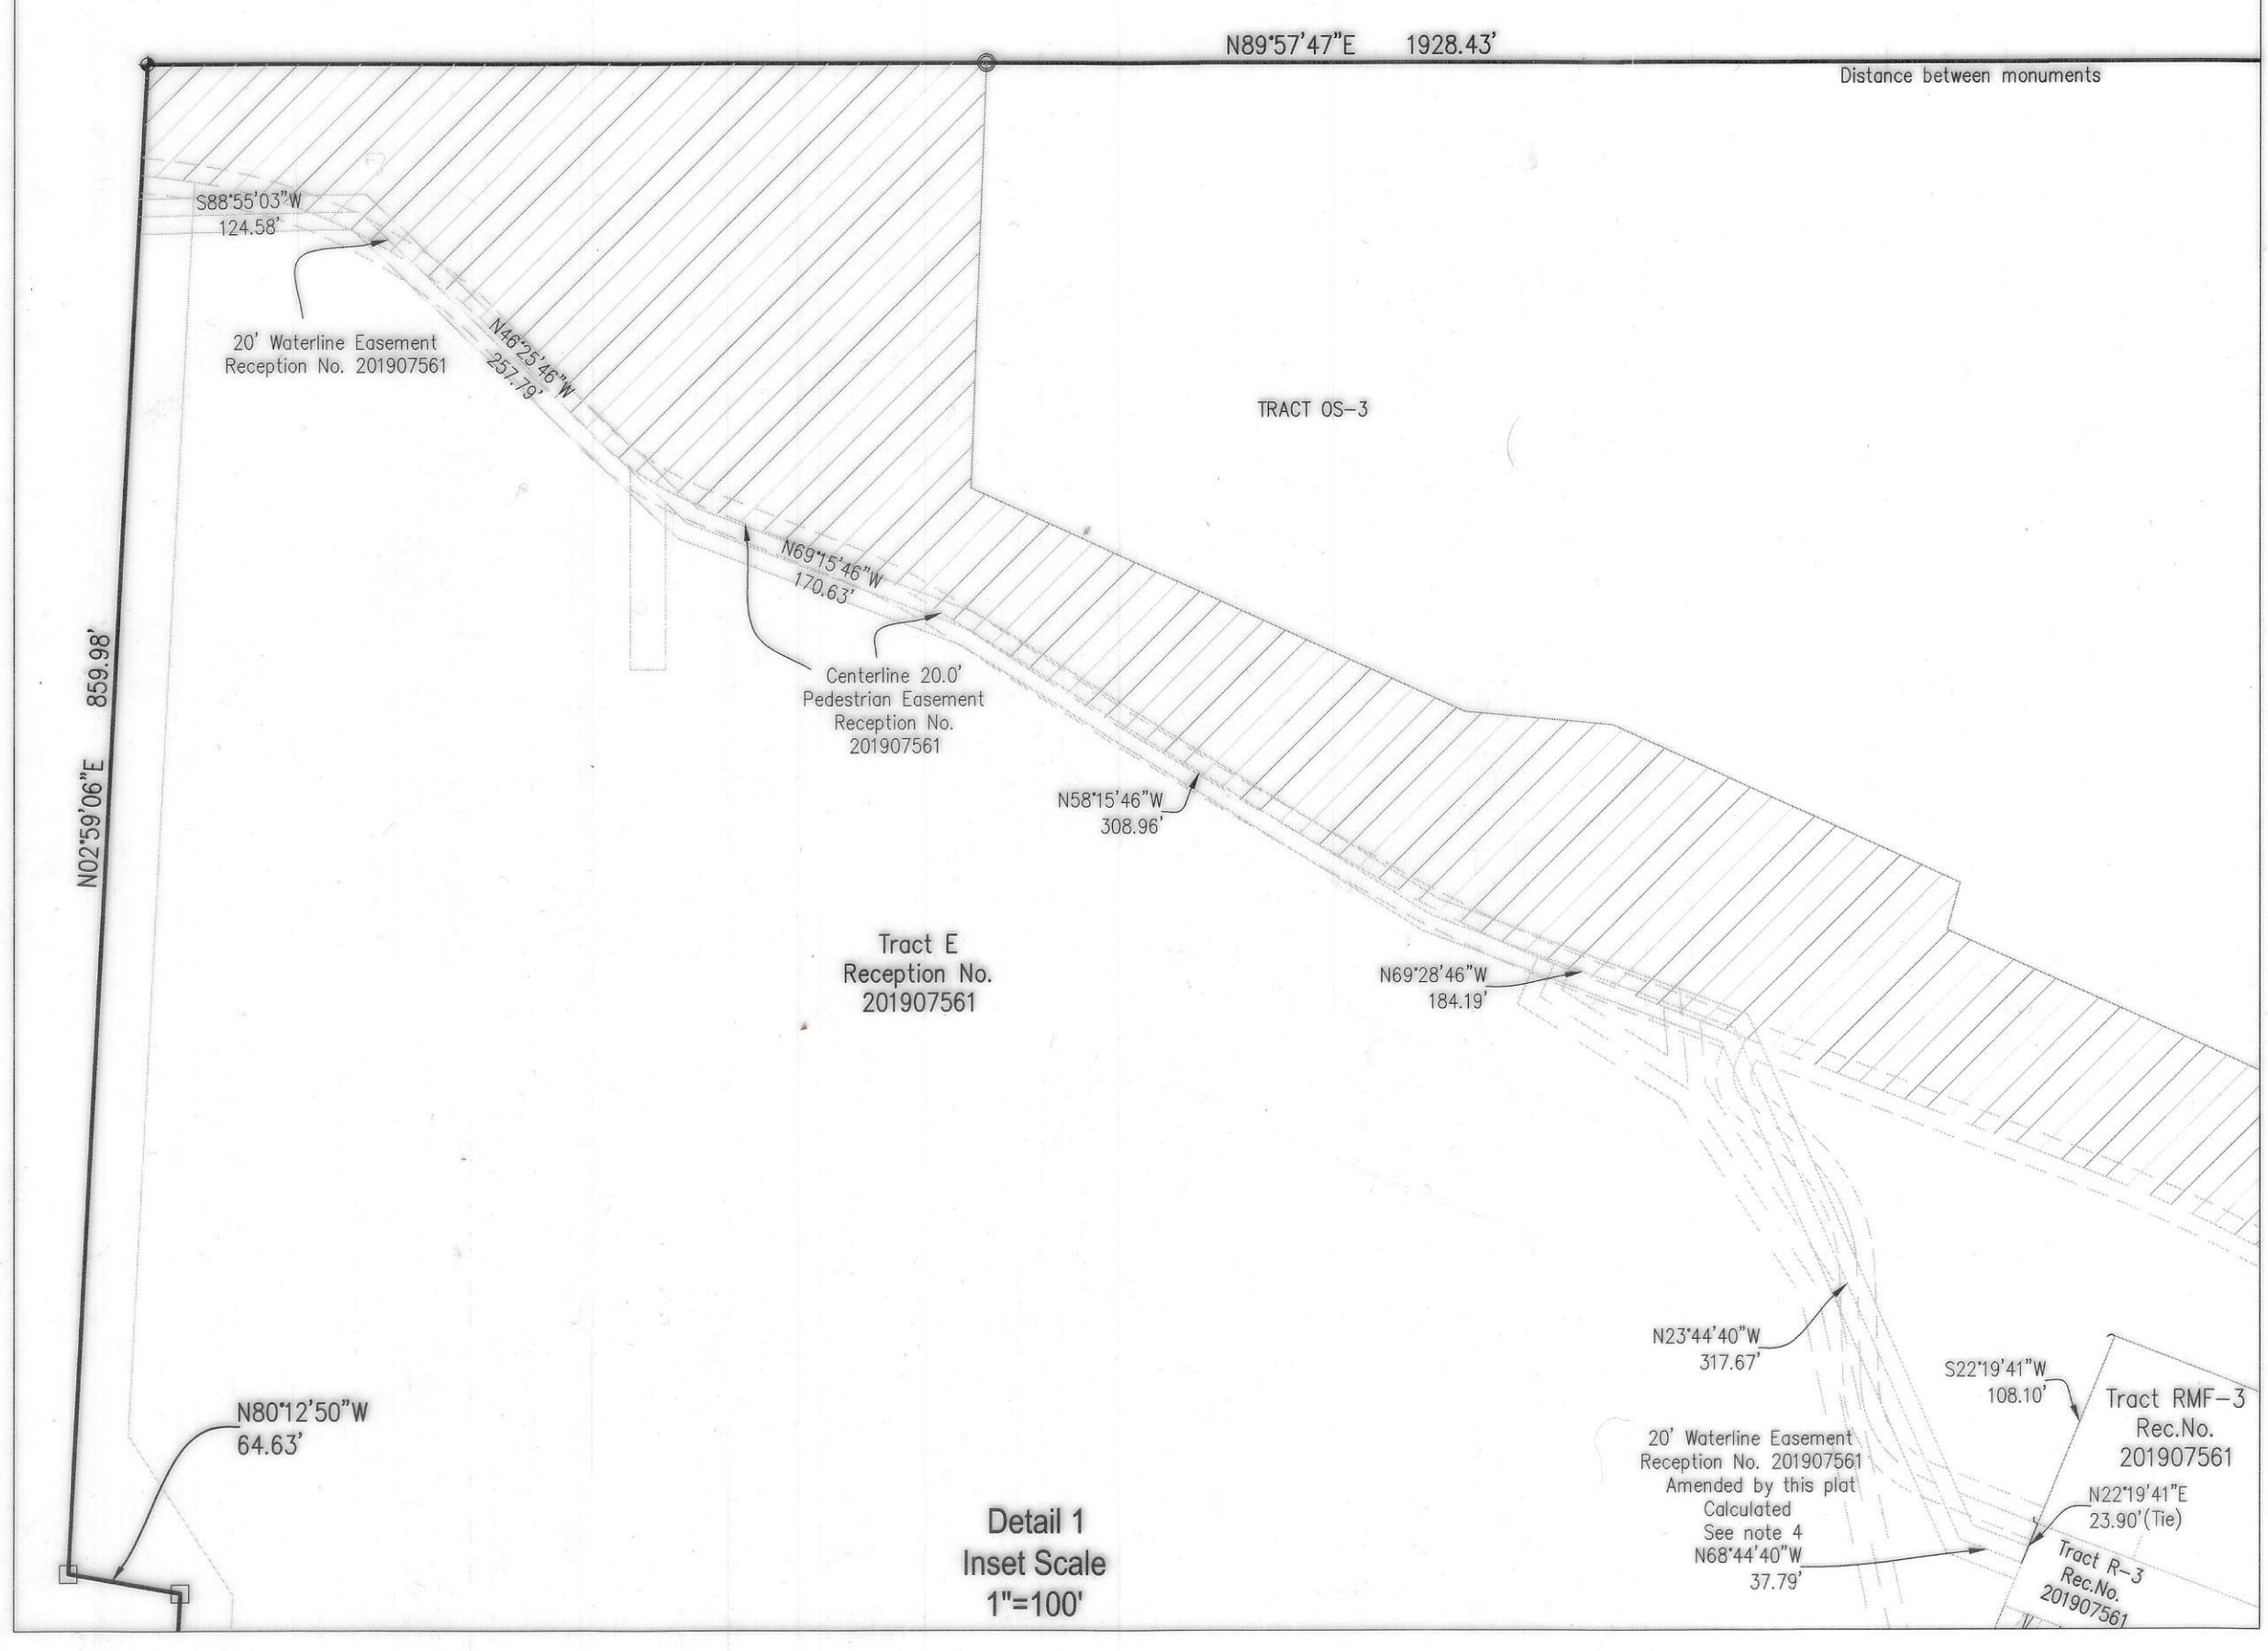 N89°57'47"E 1928.43'
Distance between monuments
S88°55'03"W
124.58'
20' Waterline Easement
Reception No. 201907561
N46°25'46"W
257.79'
TRACT OS-3
N69°15'46"W
170.63'
Centerline 20.0'
Pedestrian Easement
Reception No.
201907561
N02°59'06"E 859.98'
N58°15'46"W
308.96'
Tract E
Reception No.
201907561
N69°28'46"W
184.19'
N23°44'40"W
317.67'
S22°19'41"W
108.10'
Tract RMF-3
Rec.No.
201907561
N80°12'50"W
64.63'
20' Waterline Easement
Reception No. 201907561
Amended by this plat
Calculated
See note 4
N68°44'40"W
37.79'
N22°19'41"E
23.90'(Tie)
Tract R-3
Rec.No.
201907561
Detail 1
Inset Scale
1"=100'